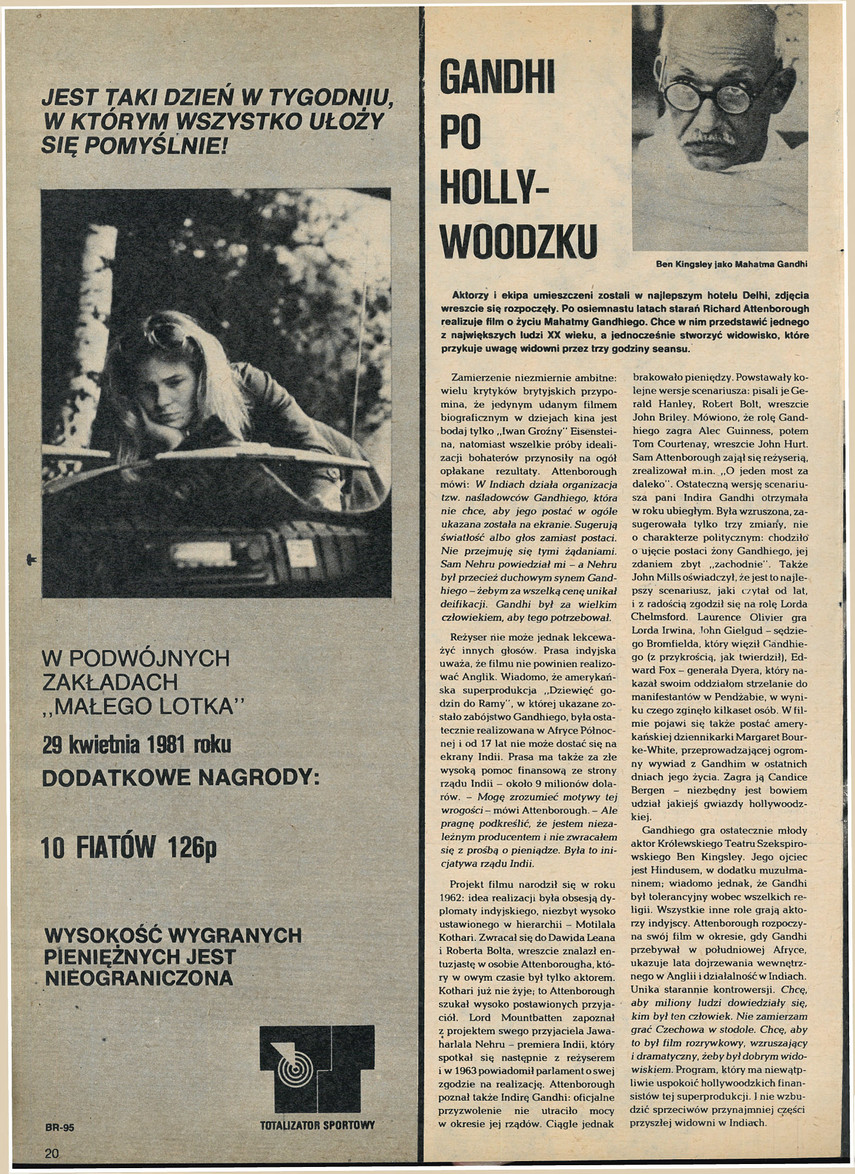 JEST TAKI DZIEŃ W TYGODNIU,
W KTÓRYM WSZYSTKO UŁOŻY
SIĘ POMYŚLNIE!
W PODWÓJNYCH
ZAKŁADACH
„MAŁEGO LOTKA”
29 kwietnia 1981 roku
DODATKOWE NAGRODY:
10 FIATÓW 126p
WYSOKOŚĆ WYGRANYCH
PIENIĘŻNYCH JEST
NIEOGRANICZONA
TOTALIZATOR SPORTOWY
BR-95
20
GANDHI
PO
HOLLY-
WOODZKU
Ben Kingsley jako Mahatma Gandhi
Aktorzy i ekipa umieszczeni zostali w najlepszym hotelu Delhi, zdjęcia
wreszcie się rozpoczęły. Po osiemnastu latach starań Richard Attenborough
realizuje film o życiu Mahatmy Gandhiego. Chce w nim przedstawić jednego
z największych ludzi XX wieku, a jednocześnie stworzyć widowisko, które
przykuje uwagę widowni przez trzy godziny seansu.
Zamierzenie niezmiernie ambitne:
wielu krytyków brytyjskich przypo-
mina, że jedynym udanym filmem
biograficznym w dziejach kina jest
bodaj tylko „Iwan Groźny” Eisenstei-
na, natomiast wszelkie próby ideali-
zacji bohaterów przynosiły na ogół
opłakane rezultaty. Attenborough
mówi: W Indiach działa organizacja
tzw. naśladowców Gandhiego, która
nie chce, aby jego postać w ogóle
ukazana została na ekranie. Sugerują
światłość albo głos zamiast postaci.
Nie przejmuję się tymi żądaniami.
Sam Nehru powiedział mi – a Nehru
był przecież duchowym synem Gand-
hiego – żebym za wszelką cenę unikał
deifikacji. Gandhi był za wielkim
człowiekiem, aby tego potrzebował.
Reżyser nie może jednak lekcewa-
żyć innych głosów. Prasa indyjska
uważa, że filmu nie powinien realizo-
wać Anglik. Wiadomo, że amerykań-
ska superprodukcja „Dziewięć go-
dzin do Ramy”, w której ukazane zo-
stało zabójstwo Gandhiego, była osta-
tecznie realizowana w Afryce Północ-
nej i od 17 lat nie może dostać się na
ekrany Indii. Prasa ma także za złe
wysoką pomoc finansową ze strony
rządu Indii – około 9 milionów dola-
rów. – Mogę zrozumieć motywy tej
wrogości – mówi Attenborough. – Ale
pragnę podkreślić, że jestem nieza-
leżnym producentem i nie zwracałem
się z prośbą o pieniądze. Była to ini-
cjatywa rządu Indii.
Projekt filmu narodził się w roku
1962: idea realizacji była obsesją dy-
plomaty indyjskiego, niezbyt wysoko
ustawionego w hierarchii – Motilala
Kothari. Zwracał się do Dawida Leana
i Roberta Bolta, wreszcie znalazł en-
tuzjastę w osobie Attenborougha, któ-
ry w owym czasie był tylko aktorem.
Kothari już nie żyje; to Attenborough
szukał wysoko postawionych przyja-
ciół. Lord Mountbatten zapoznał
z projektem swego przyjaciela Jawa-
harlala Nehru – premiera Indii, który
spotkał się następnie z reżyserem
i w 1963 powiadomił parlament o swej
zgodzie na realizację. Attenborough
poznał także Indirę Gandhi: oficjalne
przyzwolenie nie utraciło mocy
w okresie jej rządów. Ciągle jednak
brakowało pieniędzy. Powstawały ko-
lejne wersje scenariusza: pisali je Ge-
rald Hanley, Robert Bolt, wreszcie
John Briley. Mówiono, że rolę Gand-
hiego zagra Alec Guinness, potem
Tom Courtenay, wreszcie John Hurt.
Sam Attenborough zajął się reżyserią,
zrealizował m.in. „O jeden most za
daleko”. Ostateczną wersję scenariu-
sza pani Indira Gandhi otrzymała
w roku ubiegłym. Była wzruszona, za-
sugerowała tylko trzy zmiany, nie
o charakterze politycznym: chodziło
o ujęcie postaci żony Gandhiego, jej
zdaniem zbyt „zachodnie”. Także
John Mills oświadczył, że jest to najle-
pszy scenariusz, jaki czytał od lat,
i z radością zgodził się na rolę Lorda
Chelmsford. Laurence Olivier gra
Lorda Irwina, John Gielgud – sędzie-
go Bromfielda, który więził Gandhie-
go (z przykrością, jak twierdził), Ed-
ward Fox – generała Dyera, który na-
kazał swoim oddziałom strzelanie do
manifestantów w Pendżabie, w wyni-
ku czego zginęło kilkaset osób. W fil-
mie pojawi się także postać amery-
kańskiej dziennikarki Margaret Bour-
ke-White, przeprowadzającej ogrom-
ny wywiad z Gandhim w ostatnich
dniach jego życia. Zagra ją Candice
Bergen – niezbędny jest bowiem
udział jakiejś gwiazdy hollywoodz-
kiej.
Gandhiego gra ostatecznie młody
aktor Królewskiego Teatru Szekspiro-
wskiego Ben Kingsley. Jego ojciec
jest Hindusem, w dodatku muzułma-
ninem; wiadomo jednak, że Gandhi
był tolerancyjny wobec wszelkich re-
ligii. Wszystkie inne role grają akto-
rzy indyjscy. Attenborough rozpoczy-
na swój film w okresie, gdy Gandhi
przebywał w południowej Afryce,
ukazuje lata dojrzewania wewnętrz-
nego w Anglii i działalność w Indiach.
Unika starannie kontrowersji. Chcę,
aby miliony ludzi dowiedziały się,
kim był ten człowiek. Nie zamierzam
grać Czechowa w stodole. Chcę, aby
to był film rozrywkowy, wzruszający
i dramatyczny, żeby był dobrym wido-
wiskiem. Program, który ma niewątp-
liwie uspokoić hollywoodzkich finan-
sistów tej superprodukcji. I nie wzbu-
dzić sprzeciwów przynajmniej części
przyszłej widowni w Indiach.